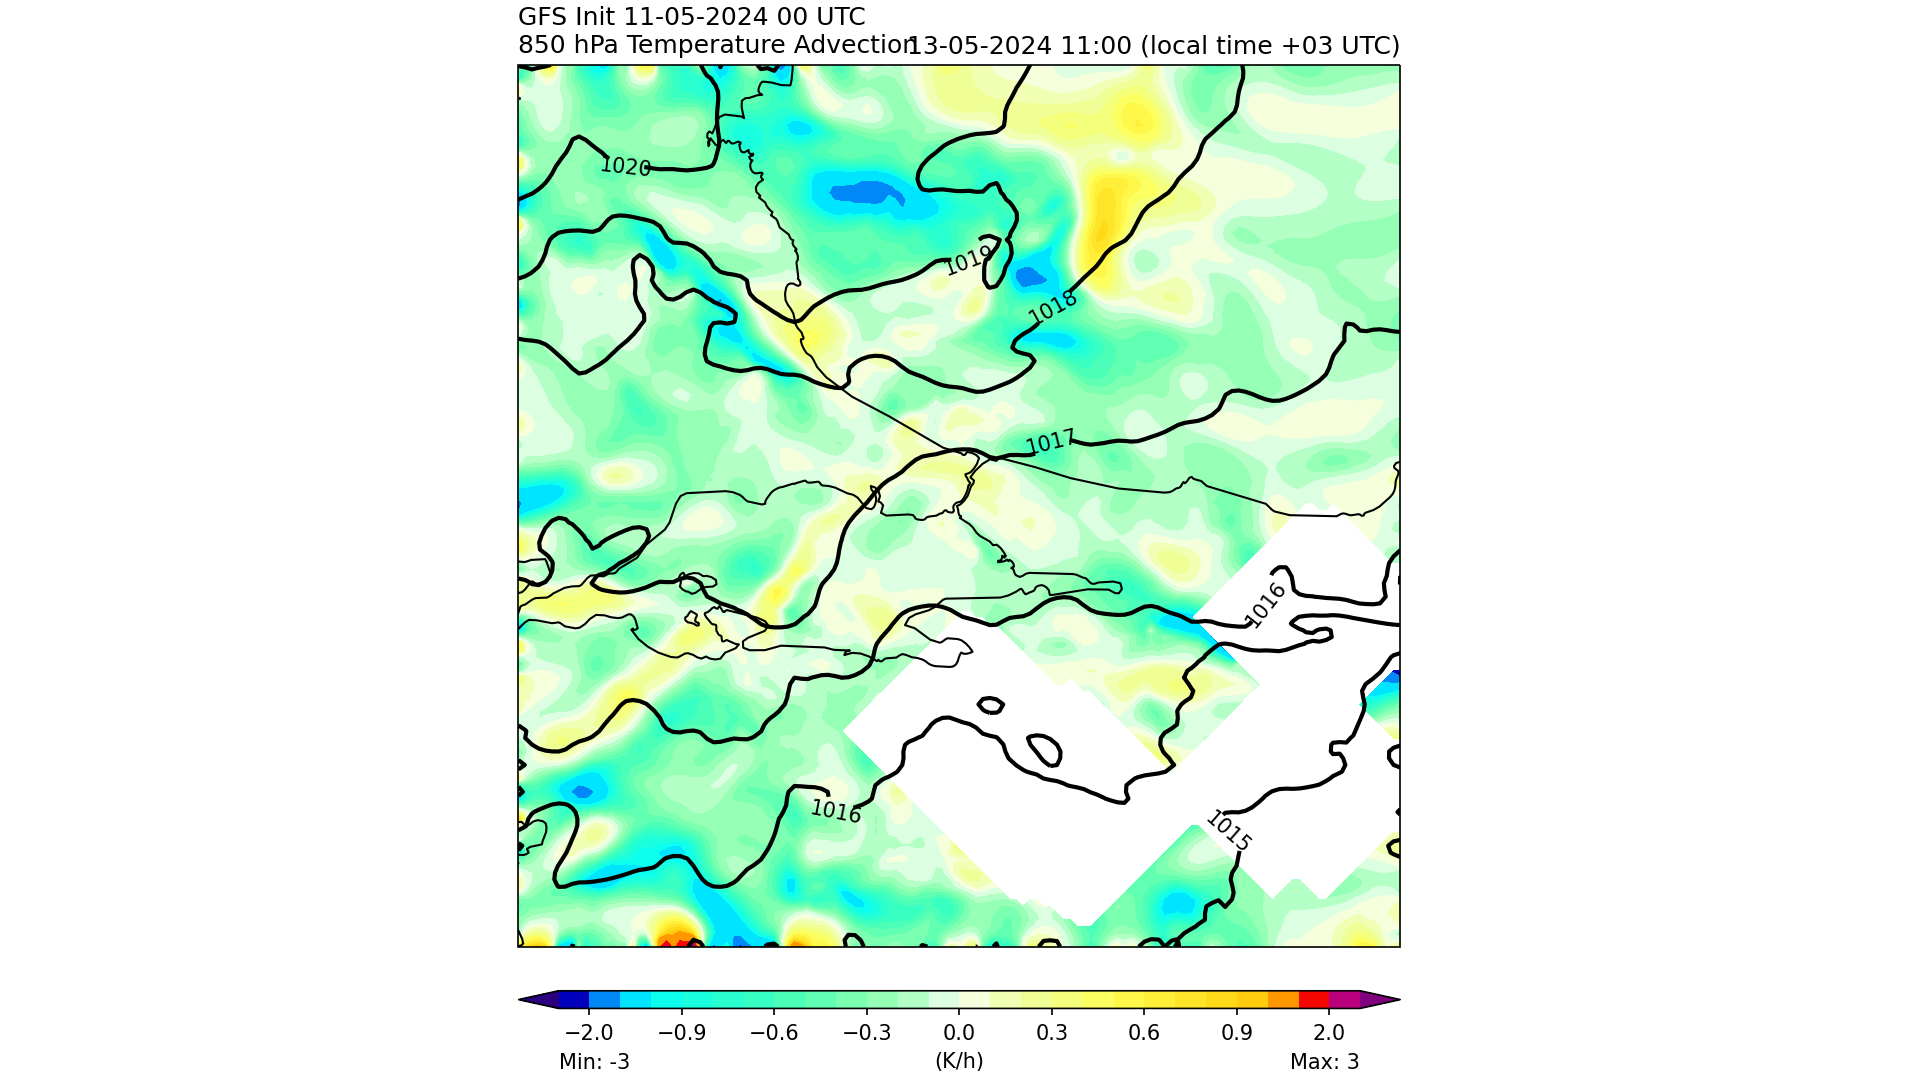 GFS Init 11-05-2024 00 UTC
850 hPa Temperature Advection 13-05-2024 11:00 (local time +03 UTC)
1020
1019
1018
1017
1016
1016
1015
−2.0 −0.9 −0.6 −0.3 0.0 0.3 0.6 0.9 2.0
Min: -3 (K/h) Max: 3